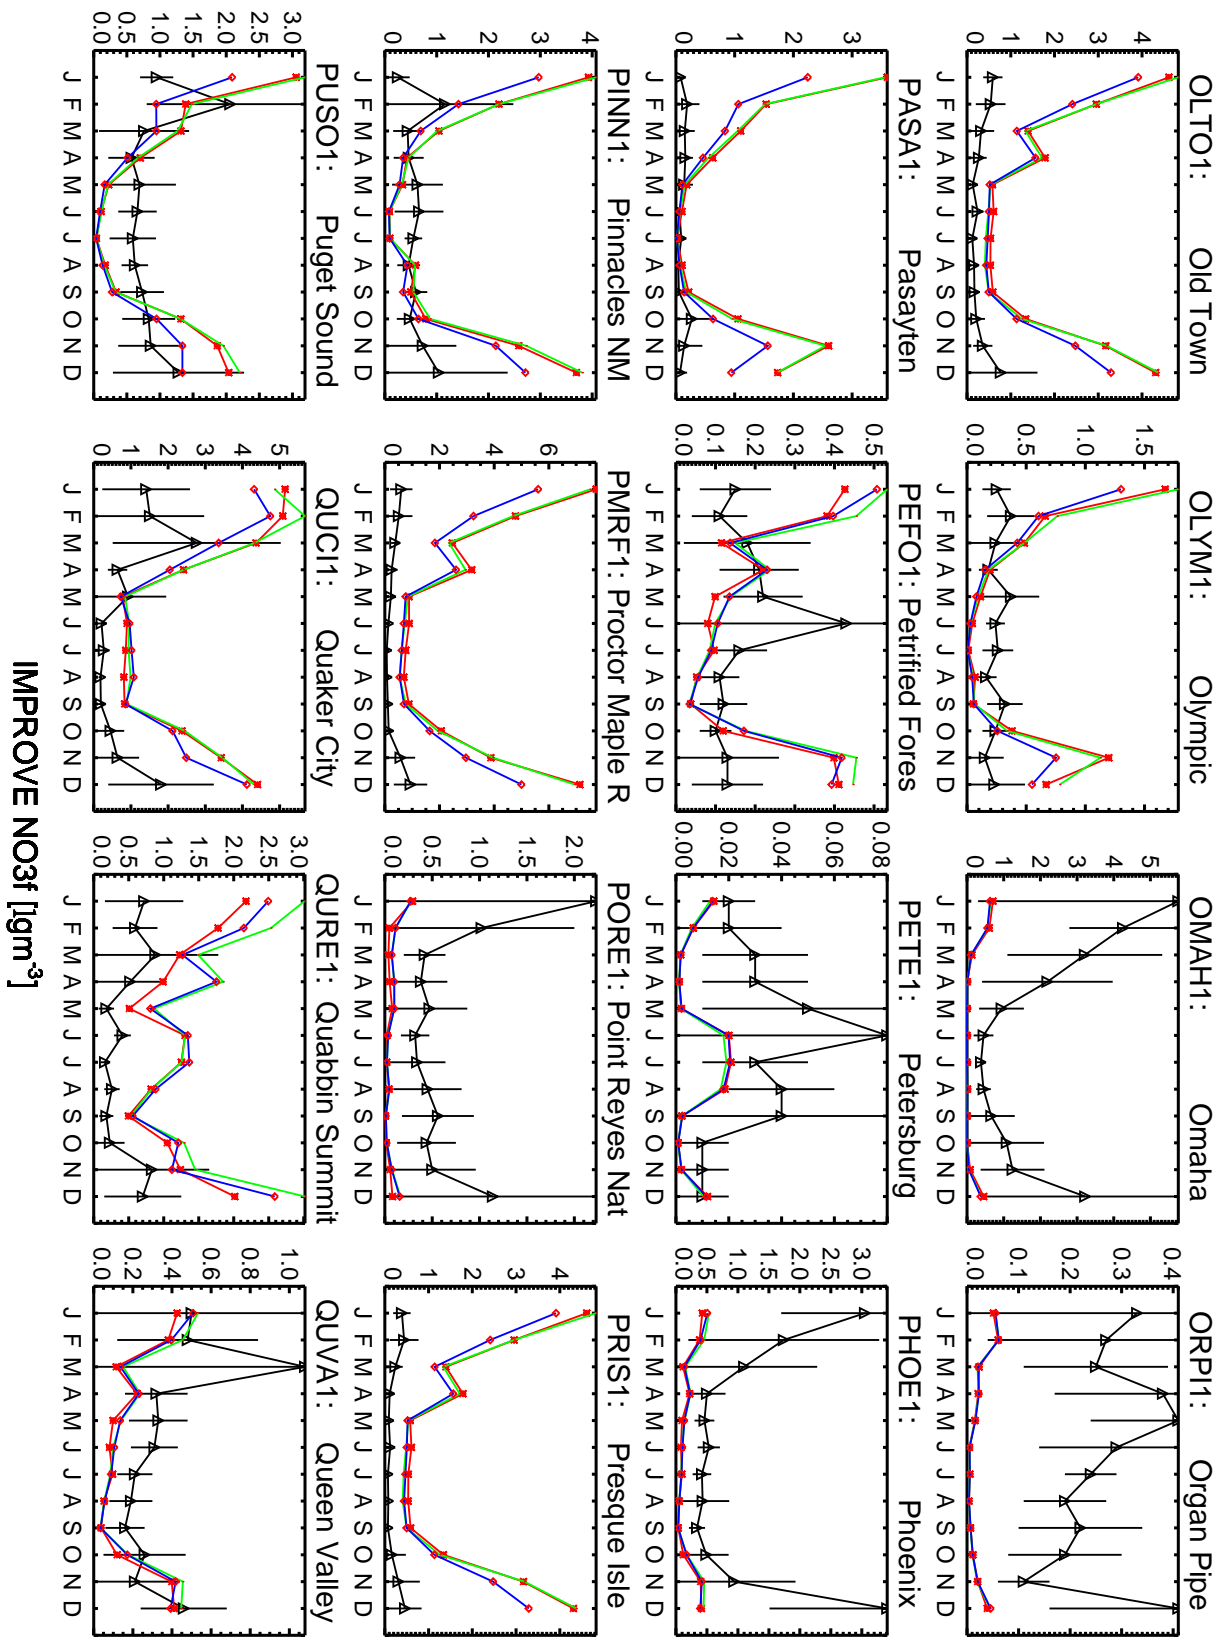 OLTO1: Old Town
4
3
2
1
0
J F M A M J J A S O N D
OLYM1: Olympic
1.5
1.0
0.5
0.0
J F M A M J J A S O N D
OMAH1: Omaha
5
3
2
1
0
J F M A M J J A S O N D
ORPI1: Organ Pipe
0.4
0.3
0.2
0.1
0.0
J F M A M J J A S O N D
PASA1: Pasayten
3
2
1
0
J F M A M J J A S O N D
PEFO1: Petrified Fores
0.5
0.4
0.3
0.2
0.1
0.0
J F M A M J J A S O N D
PETE1: Petersburg
0.08
0.06
0.04
0.02
0.00
J F M A M J J A S O N D
PHOE1: Phoenix
3.0
2.0
1.5
1.0
0.5
0.0
J F M A M J J A S O N D
PINN1: Pinnacles NM
4
3
2
1
0
J F M A M J J A S O N D
PMRF1: Proctor Maple R
6
4
2
0
J F M A M J J A S O N D
PORE1: Point Reyes Nat
2.0
1.5
1.0
0.5
0.0
J F M A M J J A S O N D
PRIS1: Presque Isle
4
3
2
1
0
J F M A M J J A S O N D
PUSO1: Puget Sound
3.0
2.0
1.5
1.0
0.5
0.0
J F M A M J J A S O N D
QUCI1: Quaker City
5
4
3
2
0
J F M A M J J A S O N D
QURE1: Quabbin Summit
3.0
2.5
2.0
1.5
1.0
0.5
0.0
J F M A M J J A S O N D
QUVA1: Queen Valley
1.0
0.8
0.6
0.4
0.2
0.0
J F M A M J J A S O N D
IMPROVE NO3f [lgm-3]